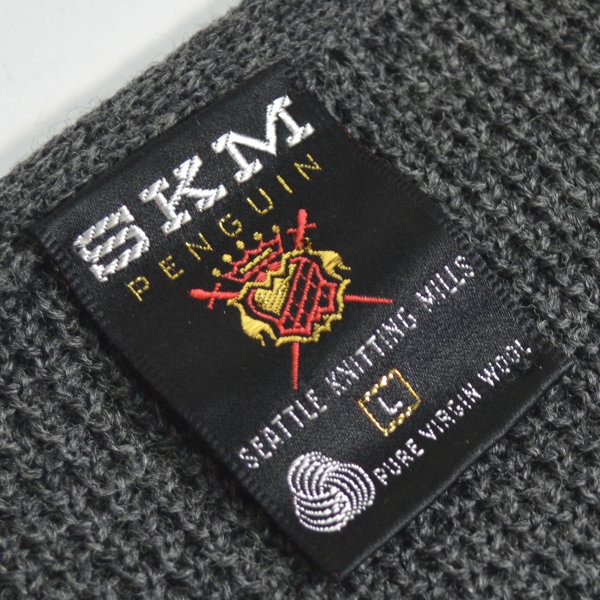 SKM
PENGUIN
SEATTLE KNITTING MILLS
L
PURE VIRGIN WOOL